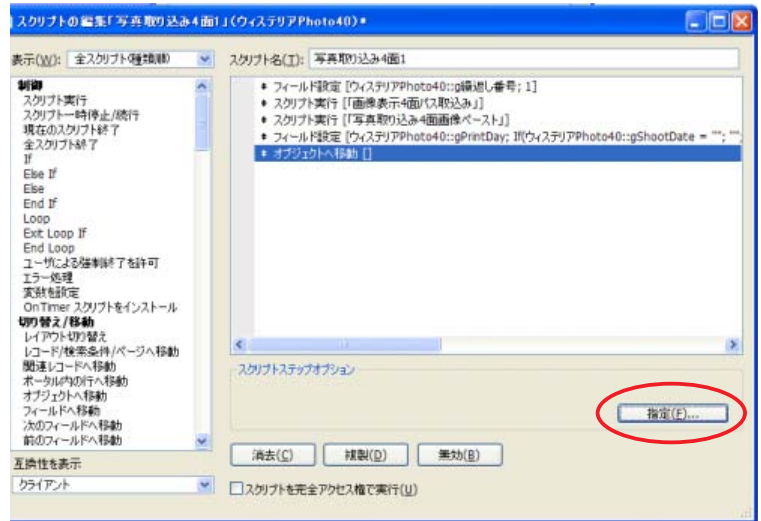 スクリプトの編集「写真取り込み4面1」(ウィステリアPhoto40)*
表示(W): 全スクリプト(種類順)
スクリプト名(T): 写真取り込み4面1
制御
スクリプト実行
スクリプト一時停止/続行
現在のスクリプト終了
全スクリプト終了
If
Else If
Else
End If
Loop
Exit Loop If
End Loop
ユーザによる強制終了を許可
エラー処理
変数を設定
OnTimer スクリプトをインストール
切り替え/移動
レイアウト切り替え
レコード/検索条件/ページへ移動
関連レコードへ移動
ポータル内の行へ移動
オブジェクトへ移動
フィールドへ移動
次のフィールドへ移動
前のフィールドへ移動
互換性を表示
クライアント
フィールド設定 [ウィステリアPhoto40::g繰返し番号; 1]
スクリプト実行 [「画像表示4面パス取込み」]
スクリプト実行 [「写真取り込み4面画像ペースト」]
フィールド設定 [ウィステリアPhoto40::gPrintDay; If(ウィステリアPhoto40::gShootDate = ""; "";
オブジェクトへ移動 []
スクリプトステップオプション
指定(F)...
消去(C) 複製(D) 無効(B)
スクリプトを完全アクセス権で実行(U)